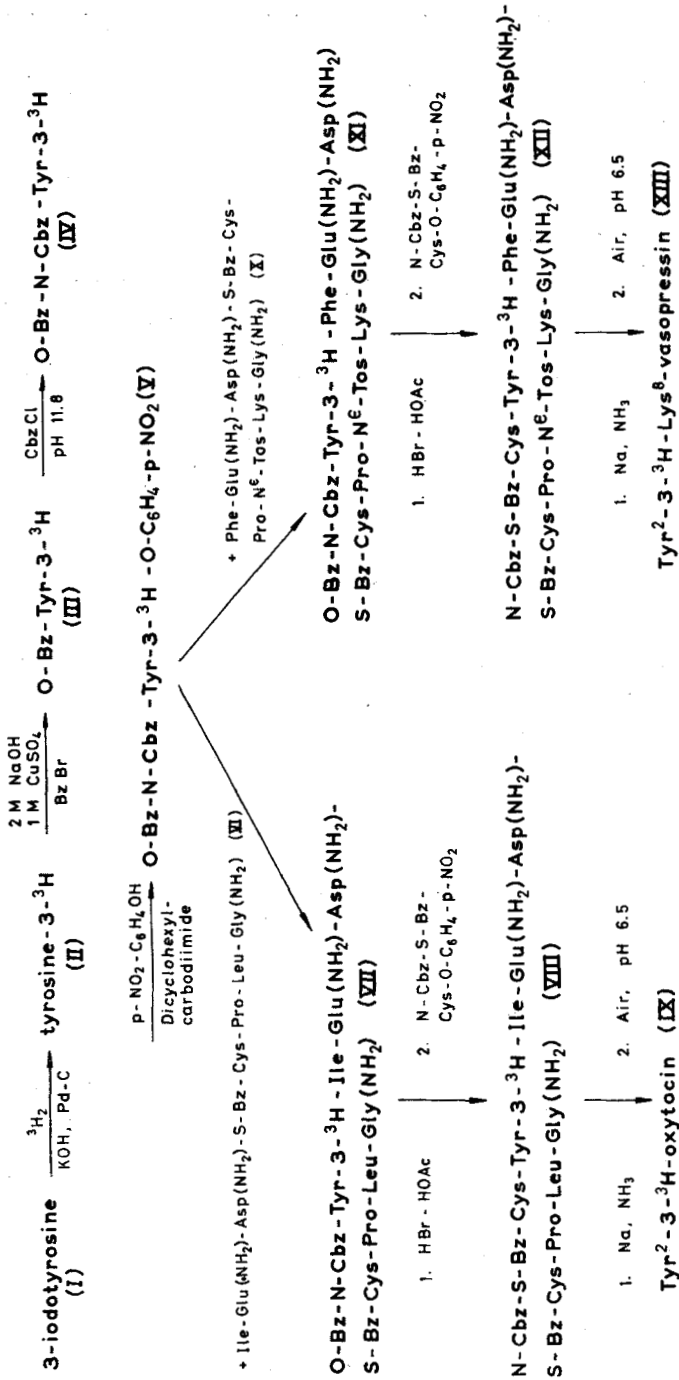 3-iodotyrosine
(I)
³H₂
KOH, Pd-C
tyrosine-3-³H
(II)
2 M NaOH
1 M CuSO₄
BzBr
O-Bz-Tyr-3-³H
(III)
CbzCl
pH 11.8
O-Bz-N-Cbz-Tyr-3-³H
(IV)
p-NO₂-C₆H₄OH
Dicyclohexyl-
carbodiimide
O-Bz-N-Cbz-Tyr-3-³H-O-C₆H₄-p-NO₂(V)
+ Ile-Glu(NH₂)-Asp(NH₂)-S-Bz-Cys-Pro-Leu-Gly(NH₂) (VI)
+ Phe-Glu(NH₂)-Asp(NH₂)-S-Bz-Cys-
Pro-Nᵋ-Tos-Lys-Gly(NH₂) (X)
O-Bz-N-Cbz-Tyr-3-³H-Ile-Glu(NH₂)-Asp(NH₂)-
S-Bz-Cys-Pro-Leu-Gly(NH₂) (VII)
O-Bz-N-Cbz-Tyr-3-³H-Phe-Glu(NH₂)-Asp(NH₂)
S-Bz-Cys-Pro-Nᵋ-Tos-Lys-Gly(NH₂) (XI)
1. HBr-HOAc
2. N-Cbz-S-Bz-
Cys-O-C₆H₄-p-NO₂
1. HBr-HOAc
2. N-Cbz-S-Bz-
Cys-O-C₆H₄-p-NO₂
N-Cbz-S-Bz-Cys-Tyr-3-³H-Ile-Glu(NH₂)-Asp(NH₂)-
S-Bz-Cys-Pro-Leu-Gly(NH₂) (VIII)
N-Cbz-S-Bz-Cys-Tyr-3-³H-Phe-Glu(NH₂)-Asp(NH₂)-
S-Bz-Cys-Pro-Nᵋ-Tos-Lys-Gly(NH₂) (XII)
1. Na, NH₃
2. Air, pH 6.5
1. Na, NH₃
2. Air, pH 6.5
Tyr²-3-³H-oxytocin (IX)
Tyr²-3-³H-Lys⁸-vasopressin (XIII)